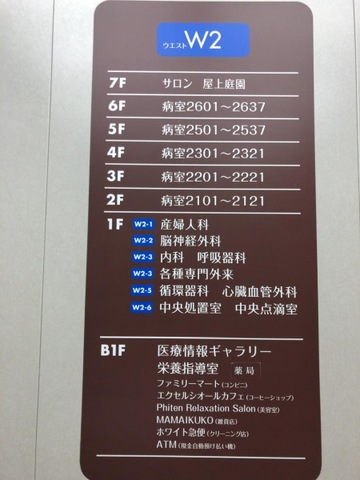 ウエスト W2
7F サロン 屋上庭園
6F 病室2601～2637
5F 病室2501～2537
4F 病室2301～2321
3F 病室2201～2221
2F 病室2101～2121
1F W2-1 産婦人科
W2-2 脳神経外科
W2-3 内科 呼吸器科
W2-3 各種専門外来
W2-5 循環器科 心臓血管外科
W2-6 中央処置室 中央点滴室
B1F 医療情報ギャラリー
栄養指導室 薬局
ファミリーマート(コンビニ)
エクセルシオールカフェ(コーヒーショップ)
Phiten Relaxation Salon(美容室)
MAMAIKUKO(雑貨店)
ホワイト急便(クリーニング店)
ATM(現金自動預け払い機)